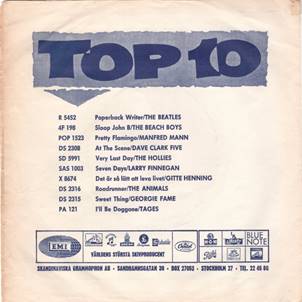 TOP 10
R 5452 Paperback Writer/THE BEATLES
4F 198 Sloop John B/THE BEACH BOYS
POP 1523 Pretty Flamingo/MANFRED MANN
DS 2308 At The Scene/DAVE CLARK FIVE
SD 5991 Very Last Day/THE HOLLIES
SAS 1003 Seven Days/LARRY FINNEGAN
X 8674 Det är så lätt att leva livet/GITTE HENNING
DS 2316 Roadrunner/THE ANIMALS
DS 2315 Sweet Thing/GEORGIE FAME
PA 121 I'll Be Doggone/TAGES
EMI
Capitol
BLUE NOTE
VÄRLDENS STÖRSTA SKIVPRODUCENT
SKANDINAVISKA GRAMMOPHON AB • SANDHAMNSGATAN 39 • BOX 27053 • STOCKHOLM 27 • TEL. 22 46 80